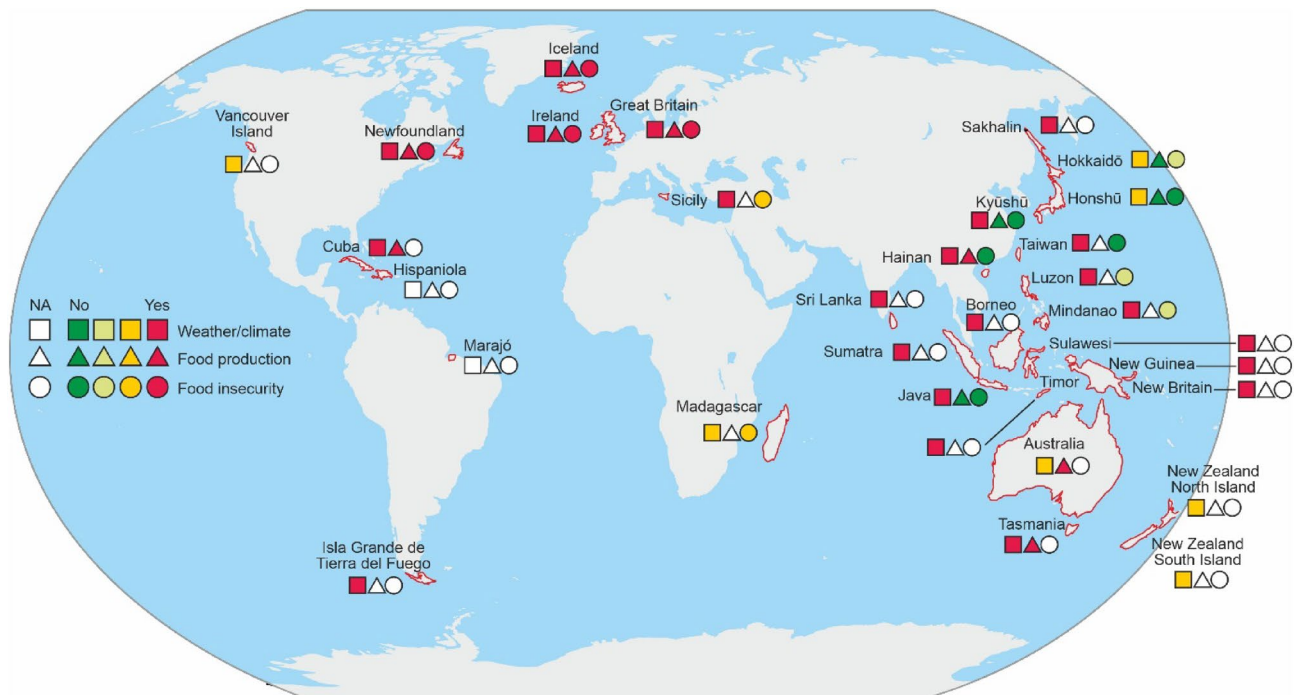 Iceland
Vancouver
Island
Newfoundland
Ireland
Great Britain
Sakhalin
Hokkaidō
Sicily
Kyūshū
Honshū
Cuba
Hispaniola
Hainan
Taiwan
Luzon
NA No Yes
Weather/climate
Food production
Food insecurity
Sri Lanka
Borneo
Mindanao
Marajó
Sumatra
Sulawesi
New Guinea
New Britain
Java
Timor
Madagascar
Australia
New Zealand
North Island
Tasmania
Isla Grande de
Tierra del Fuego
New Zealand
South Island